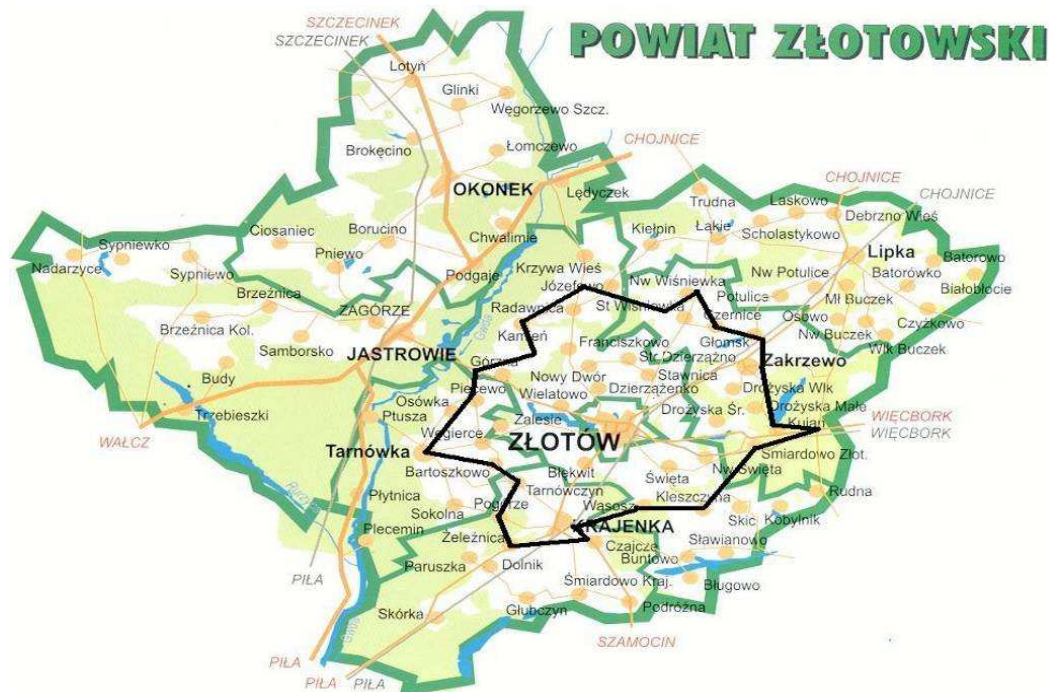 POWIAT ZŁOTOWSKI
SZCZECINEK
SZCZECINEK
Lotyń
Glinki
Węgorzewo Szcz.
Brokęcino
Łomczewo
CHOJNICE
OKONEK
Lędyczek
CHOJNICE
Trudna
CHOJNICE
Łaskowo
Debrzno Wieś
Ciosaniec
Borucino
Chwalimie
Kiełpin
Łąkie
Scholastykowo
Sypniewko
Lipka
Nadarzyce
Sypniewo
Pniewo
Podgaje
Krzywa Wieś
Nw Wiśniewka
Nw Potulice
Batorówko
Batorowo
Brzeźnica
Józefowo
Potulice
Mł Buczek
Białobłocie
ZAGÓRZE
Radawnica
St Wiśniewka
Czernice
Osowo
Brzeźnica Kol.
Gwda
Kamień
Głomsk
Nw Buczek
Czyżkowo
Samborsko
JASTROWIE
Franciszkowo
Zakrzewo
Wlk Buczek
Górzna
Str Dzierzążno
Stawnica
Budy
Piecewo
Nowy Dwór
Dzierzążenko
Drożyska Wlk
Osówka
Wielatowo
Drożyska Śr.
Drożyska Małe
Trzebieszki
Ptusza
Zalesie
WIĘCBORK
Kujan
WAŁCZ
Węgierce
ZŁOTÓW
WIĘCBORK
Tarnówka
Śmiardowo Złot.
Bartoszkowo
Błękwit
Święta
Nw Święta
Płytnica
Tarnówczyn
Kleszczyna
Rudna
Sokolna
Pogórze
Wąsosz
Plecemin
KRAJENKA
Skic
Kobylnik
Żeleźnica
Czajcze
Sławianowo
PIŁA
Paruszka
Dolnik
Buntowo
Śmiardowo Kraj.
Bługowo
Skórka
Głubczyn
Podróżna
Gwda
SZAMOCIN
PIŁA
PIŁA
PIŁA